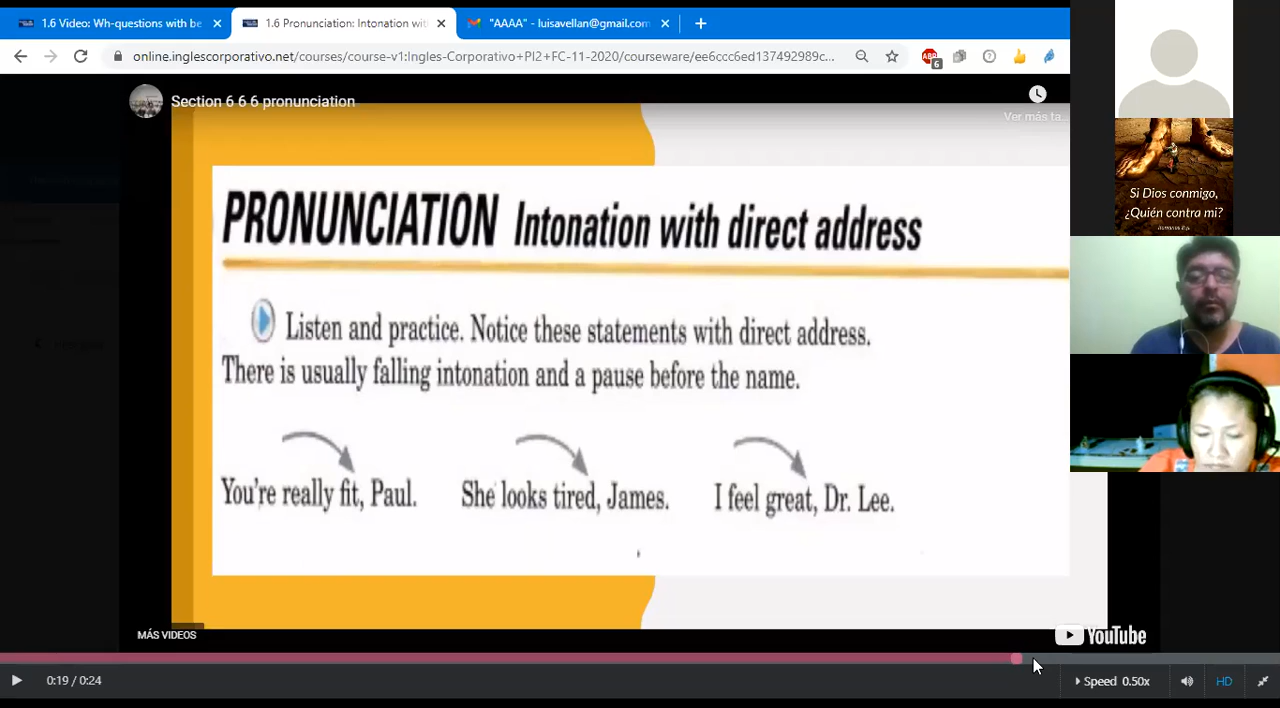 1.6 Video: Wh-questions with be
1.6 Pronunciation: Intonation wit
"AAAA" - luisavellan@gmail.com
online.inglescorporativo.net/courses/course-v1:Ingles-Corporativo+PI2+FC-11-2020/courseware/ee6ccc6ed137492989c...
6
Section 6 6 6 pronunciation
Ver más ta...
PRONUNCIATION Intonation with direct address
Listen and practice. Notice these statements with direct address.
There is usually falling intonation and a pause before the name.
You're really fit, Paul. She looks tired, James. I feel great, Dr. Lee.
MÁS VIDEOS
YouTube
0:19 / 0:24
Speed 0.50x
HD
Si Dios conmigo,
¿Quién contra mi?